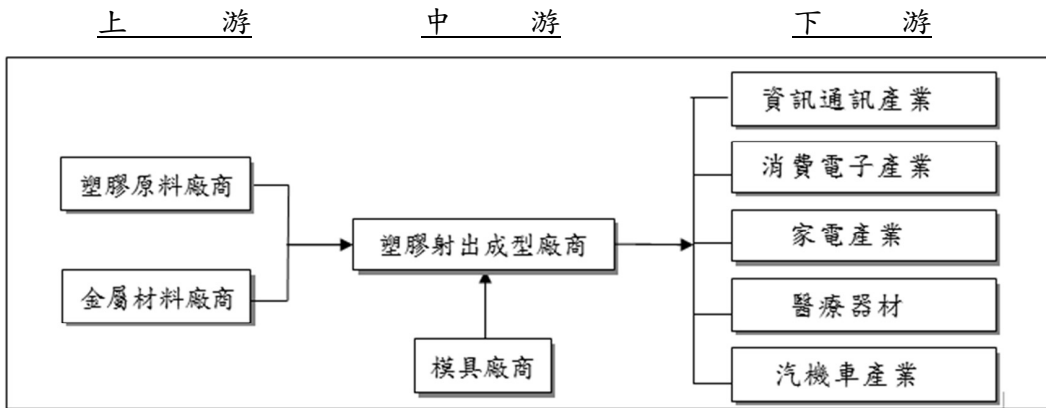 上游
中游
下游
塑膠原料廠商
金屬材料廠商
塑膠射出成型廠商
模具廠商
資訊通訊產業
消費電子產業
家電產業
醫療器材
汽機車產業